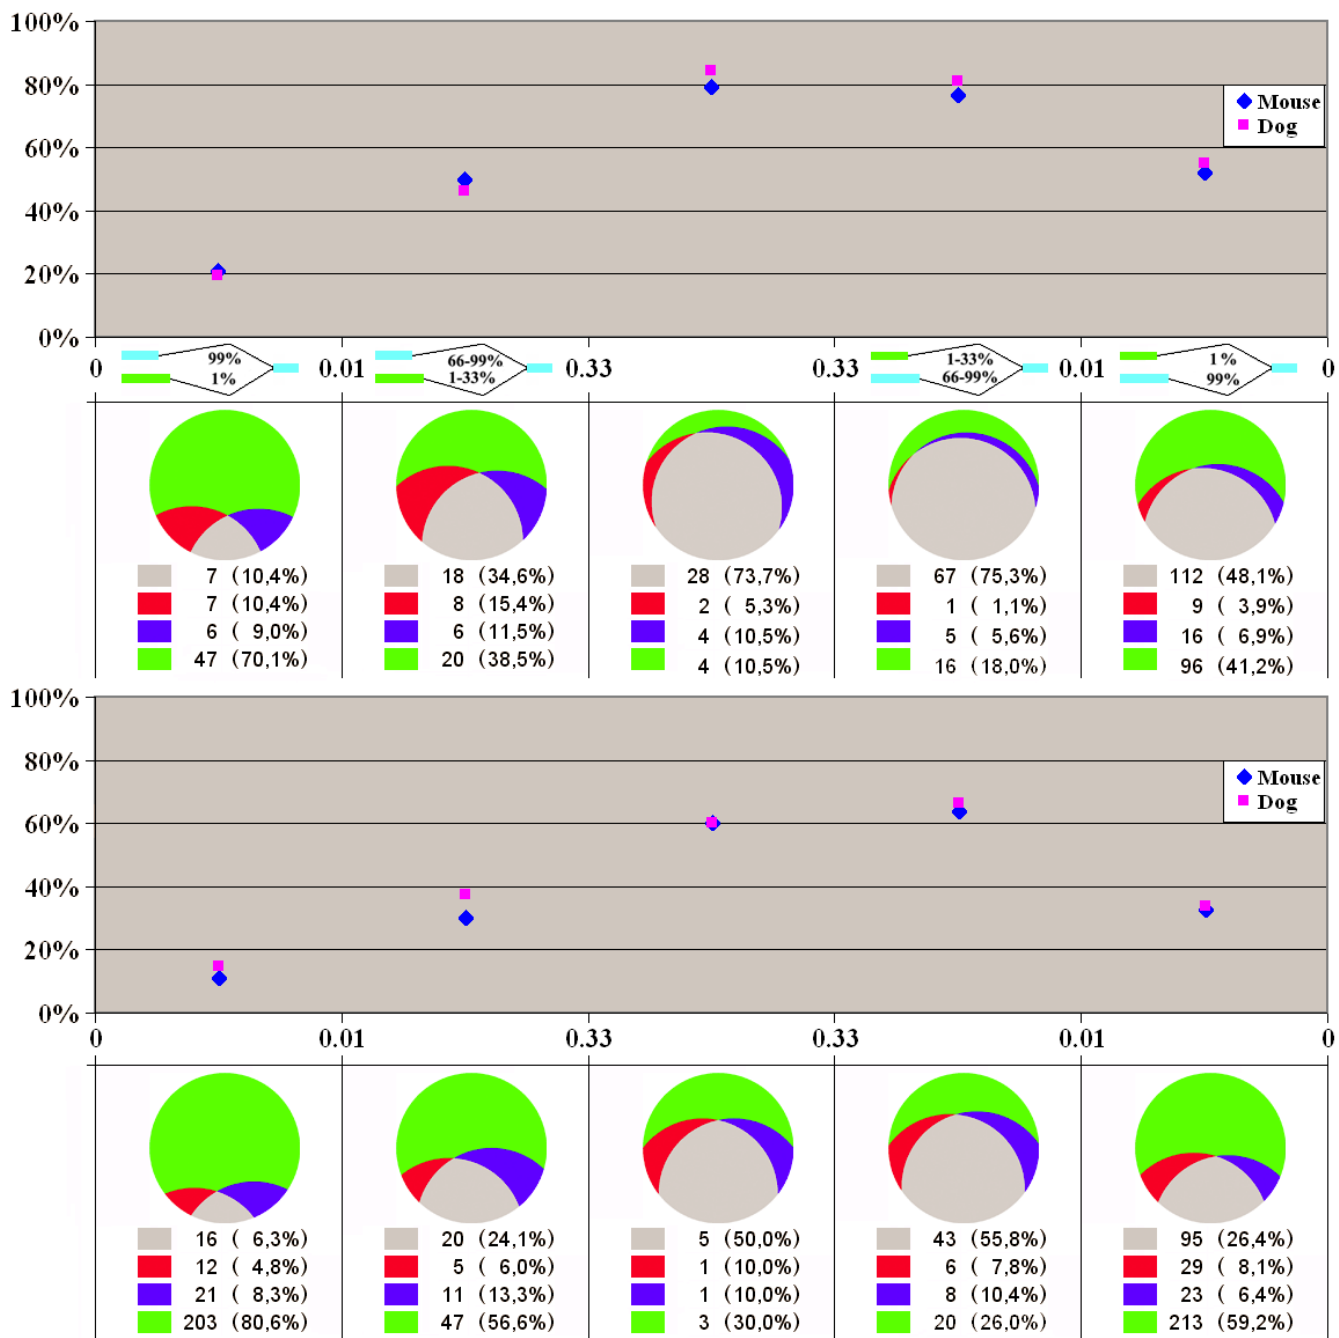 100%
80%
Mouse
Dog
60%
40%
20%
0%
99%
1%
66-99%
1-33%
1-33%
66-99%
1%
99%
0 0.01 0.33 0.33 0.01 0
7 (10,4%) 18 (34,6%) 28 (73,7%) 67 (75,3%) 112 (48,1%)
7 (10,4%) 8 (15,4%) 2 ( 5,3%) 1 ( 1,1%) 9 ( 3,9%)
6 ( 9,0%) 6 (11,5%) 4 (10,5%) 5 ( 5,6%) 16 ( 6,9%)
47 (70,1%) 20 (38,5%) 4 (10,5%) 16 (18,0%) 96 (41,2%)
100%
80%
Mouse
Dog
60%
40%
20%
0%
0 0.01 0.33 0.33 0.01 0
16 ( 6,3%) 20 (24,1%) 5 (50,0%) 43 (55,8%) 95 (26,4%)
12 ( 4,8%) 5 ( 6,0%) 1 (10,0%) 6 ( 7,8%) 29 ( 8,1%)
21 ( 8,3%) 11 (13,3%) 1 (10,0%) 8 (10,4%) 23 ( 6,4%)
203 (80,6%) 47 (56,6%) 3 (30,0%) 20 (26,0%) 213 (59,2%)